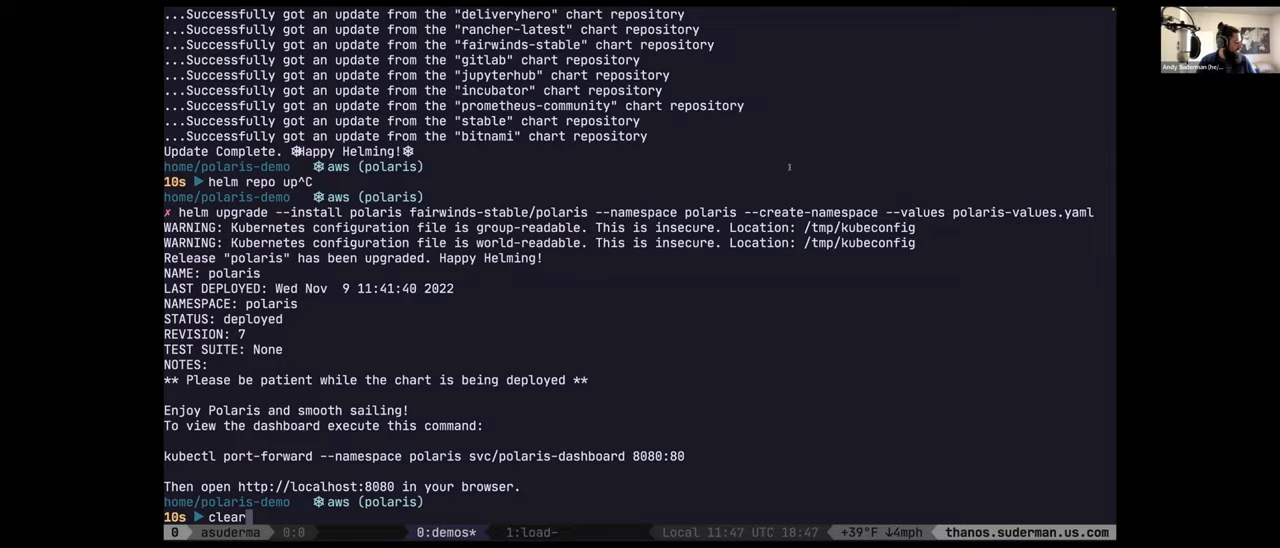 ...Successfully got an update from the "deliveryhero" chart repository
...Successfully got an update from the "rancher-latest" chart repository
...Successfully got an update from the "fairwinds-stable" chart repository
...Successfully got an update from the "gitlab" chart repository
...Successfully got an update from the "jupyterhub" chart repository
...Successfully got an update from the "incubator" chart repository
...Successfully got an update from the "prometheus-community" chart repository
...Successfully got an update from the "stable" chart repository
...Successfully got an update from the "bitnami" chart repository
Update Complete. ⎈Happy Helming!⎈
home/polaris-demo ⎈ aws (polaris)
10s ▶ helm repo up^C
home/polaris-demo ⎈ aws (polaris)
✗ helm upgrade --install polaris fairwinds-stable/polaris --namespace polaris --create-namespace --values polaris-values.yaml
WARNING: Kubernetes configuration file is group-readable. This is insecure. Location: /tmp/kubeconfig
WARNING: Kubernetes configuration file is world-readable. This is insecure. Location: /tmp/kubeconfig
Release "polaris" has been upgraded. Happy Helming!
NAME: polaris
LAST DEPLOYED: Wed Nov  9 11:41:40 2022
NAMESPACE: polaris
STATUS: deployed
REVISION: 7
TEST SUITE: None
NOTES:
** Please be patient while the chart is being deployed **
Enjoy Polaris and smooth sailing!
To view the dashboard execute this command:
kubectl port-forward --namespace polaris svc/polaris-dashboard 8080:80
Then open http://localhost:8080 in your browser.
home/polaris-demo ⎈ aws (polaris)
10s ▶ clear
0 asuderma 0:0 0:demos* 1:load- Local 11:47 UTC 18:47 +39°F ↓4mph thanos.suderman.us.com
Andy Suderman (he/...